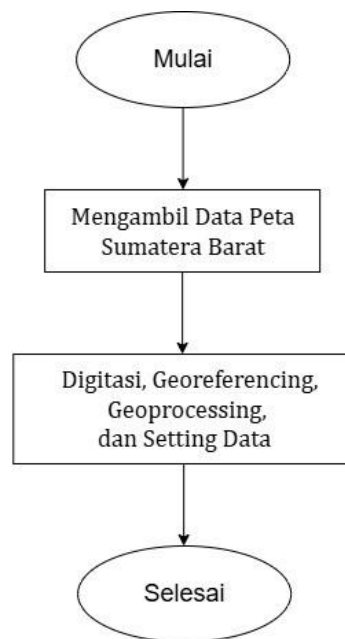 Mulai
Mengambil Data Peta
Sumatera Barat
Digitasi, Georeferencing,
Geoprocessing,
dan Setting Data
Selesai